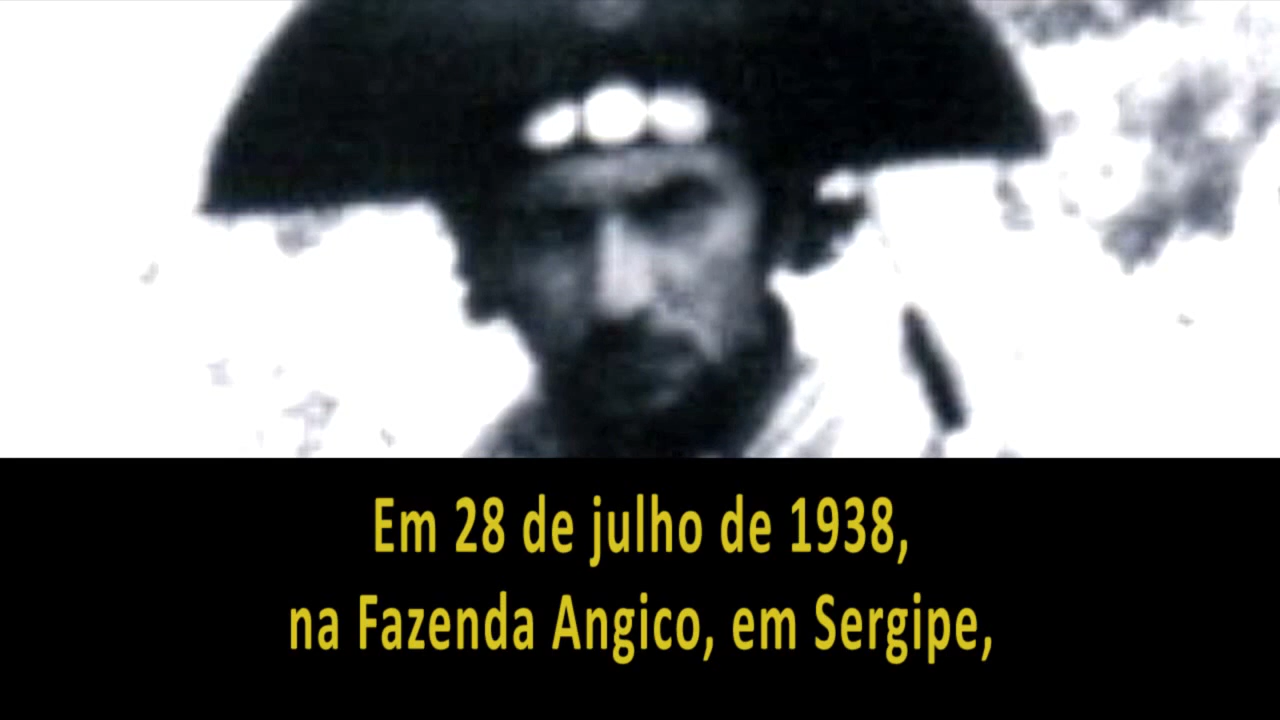 Em 28 de julho de 1938,
na Fazenda Angico, em Sergipe,